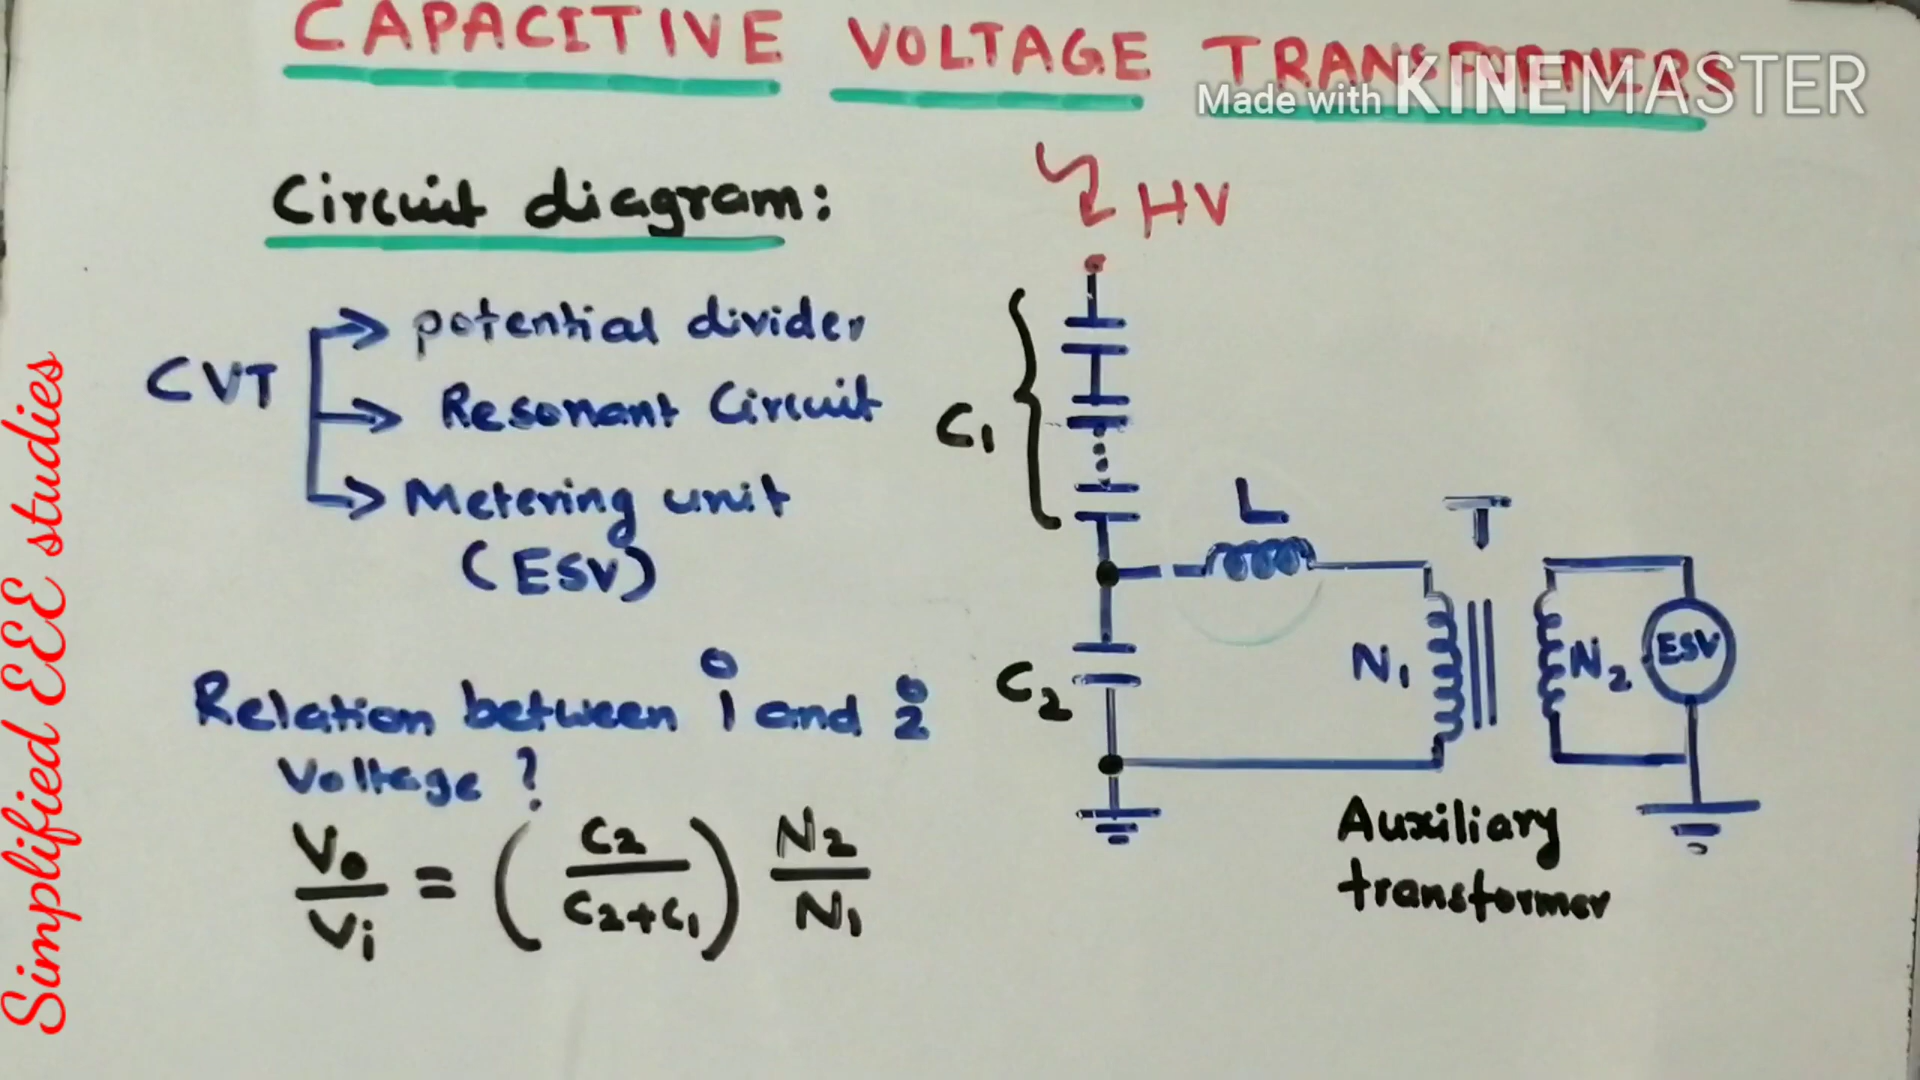 CAPACITIVE VOLTAGE TRANSFORMERS
Made with KINEMASTER
Circuit diagram:
HV
CVT
potential divider
Resonant Circuit
Metering unit
(ESV)
C1
L
T
N1
N2
ESV
C2
Relation between i and 2
Voltage ?
Vo/Vi = (C2/C2+C1) N2/N1
Auxiliary
transformer
Simplified EEE studies